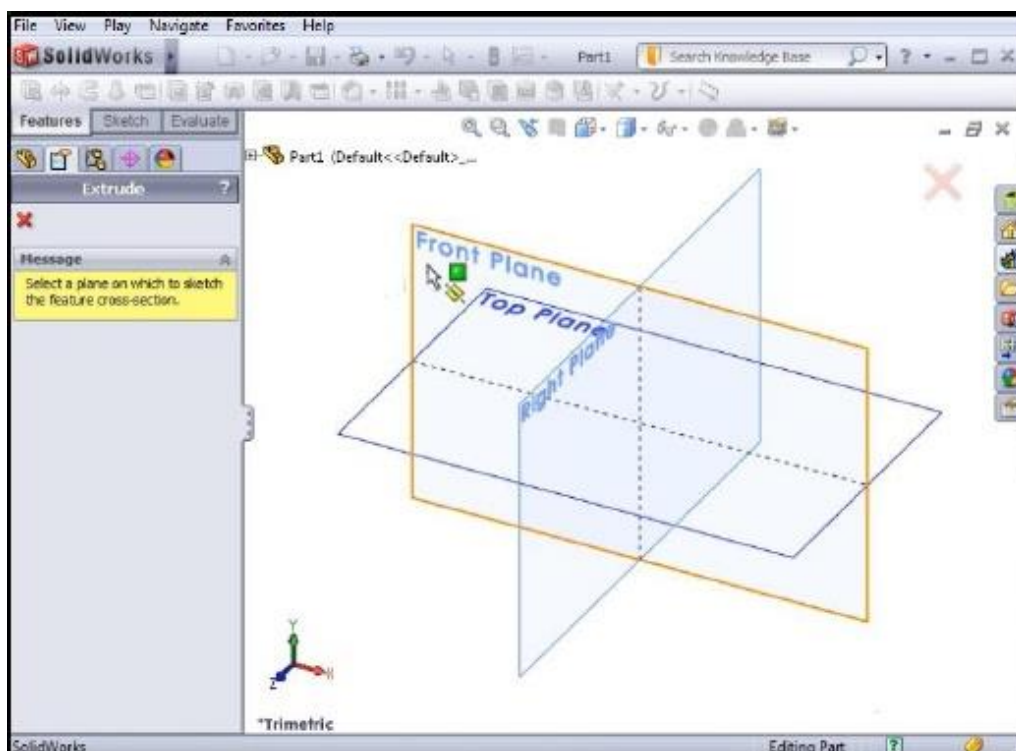 File View Play Navigate Favorites Help
SolidWorks Part1 Search Knowledge Base ?
Features Sketch Evaluate
Part1 (Default<<Default>_...
Extrude ?
Message
Select a plane on which to sketch
the feature cross-section.
Front Plane
Top Plane
Right Plane
Y
X
Z
*Trimetric
SolidWorks Editing Part ?